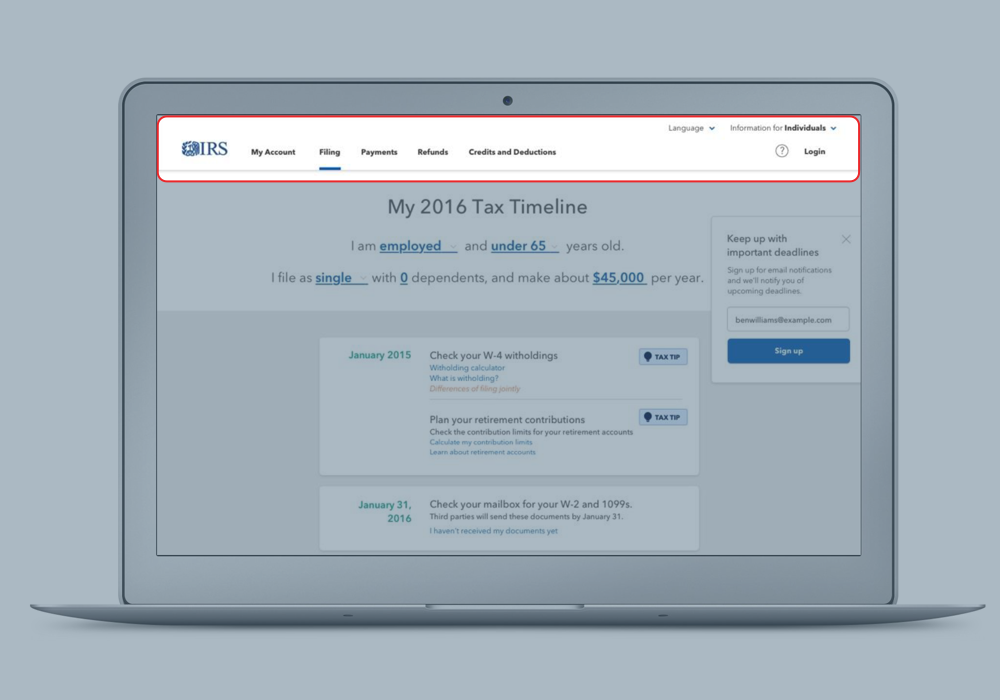 Language Information for Individuals
IRS My Account Filing Payments Refunds Credits and Deductions ? Login
My 2016 Tax Timeline
I am employed and under 65 years old.
I file as single with 0 dependents, and make about $45,000 per year.
Keep up with
important deadlines
Sign up for email notifications
and we'll notify you of
upcoming deadlines.
benwilliams@example.com
Sign up
January 2015
Check your W-4 witholdings
TAX TIP
Witholding calculator
What is witholding?
Differences of filing jointly
Plan your retirement contributions
TAX TIP
Check the contribution limits for your retirement accounts
Calculate my contribution limits
Learn about retirement accounts
January 31,
2016
Check your mailbox for your W-2 and 1099s.
Third parties will send these documents by January 31.
I haven't received my documents yet